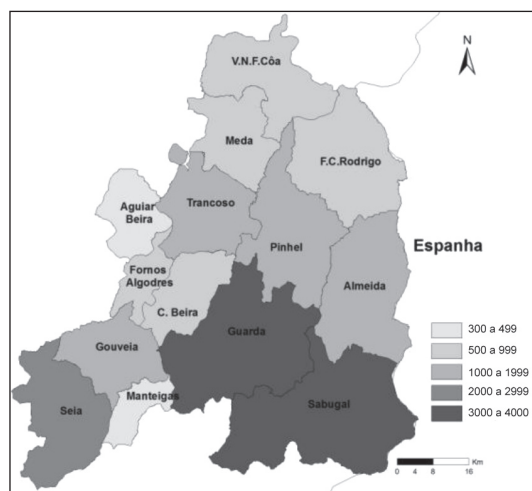 V.N.F.Côa
N
Meda
F.C.Rodrigo
Aguiar
Beira
Trancoso
Pinhel
Espanha
Fornos
Algodres
C. Beira
Almeida
Guarda
Gouveia
Manteigas
Seia
Sabugal
300 a 499
500 a 999
1000 a 1999
2000 a 2999
3000 a 4000
Km
0 4 8 16